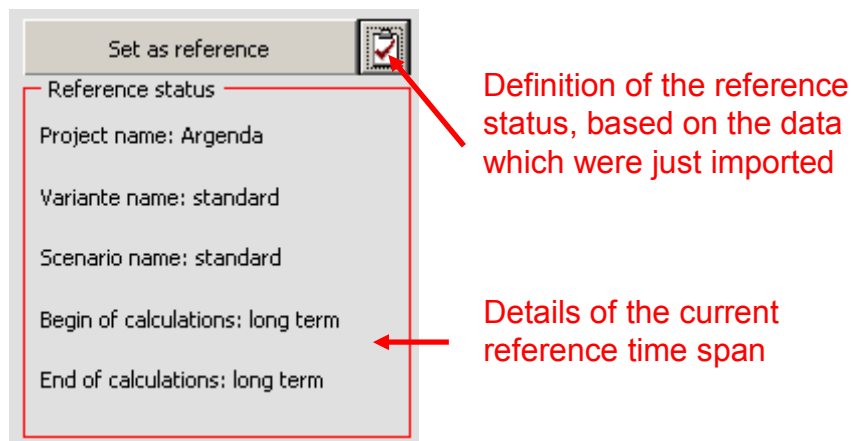 Set as reference
Definition of the reference
status, based on the data
which were just imported
Reference status
Project name: Argenda
Variante name: standard
Scenario name: standard
Begin of calculations: long term
End of calculations: long term
Details of the current
reference time span